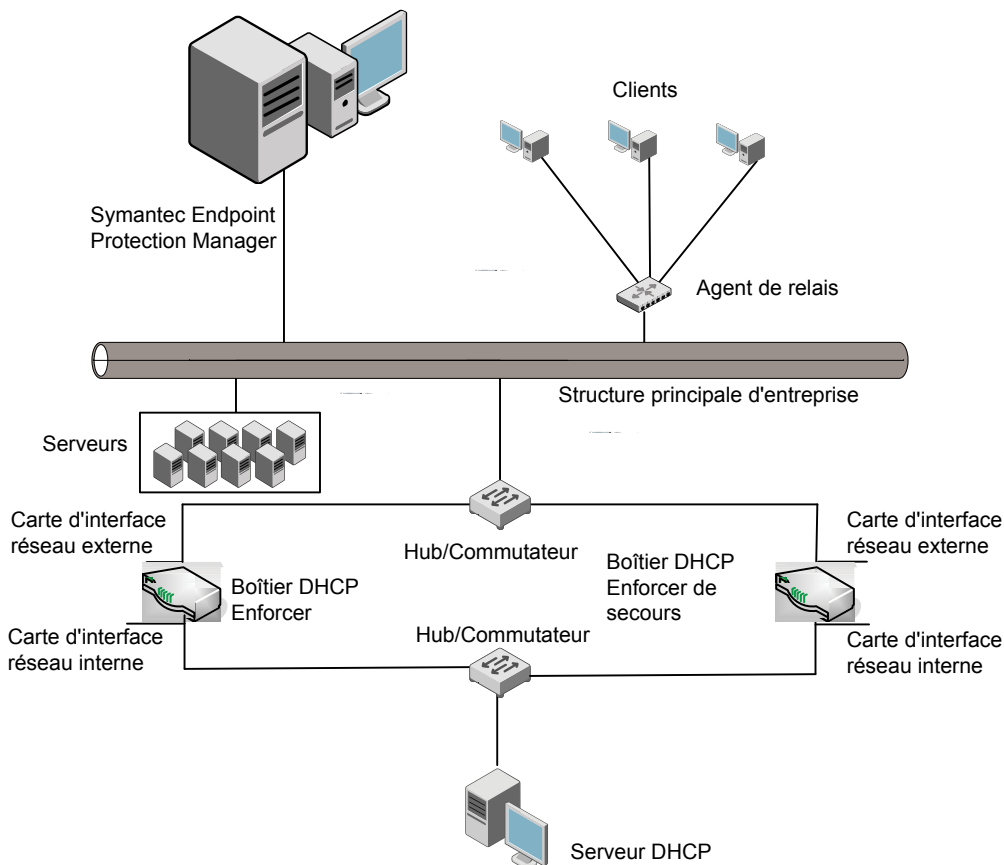 Clients
Symantec Endpoint
Protection Manager
Agent de relais
Structure principale d'entreprise
Serveurs
Carte d'interface
réseau externe
Hub/Commutateur
Boîtier DHCP
Enforcer de
secours
Carte d'interface
réseau externe
Boîtier DHCP
Enforcer
Carte d'interface
réseau interne
Hub/Commutateur
Carte d'interface
réseau interne
Serveur DHCP